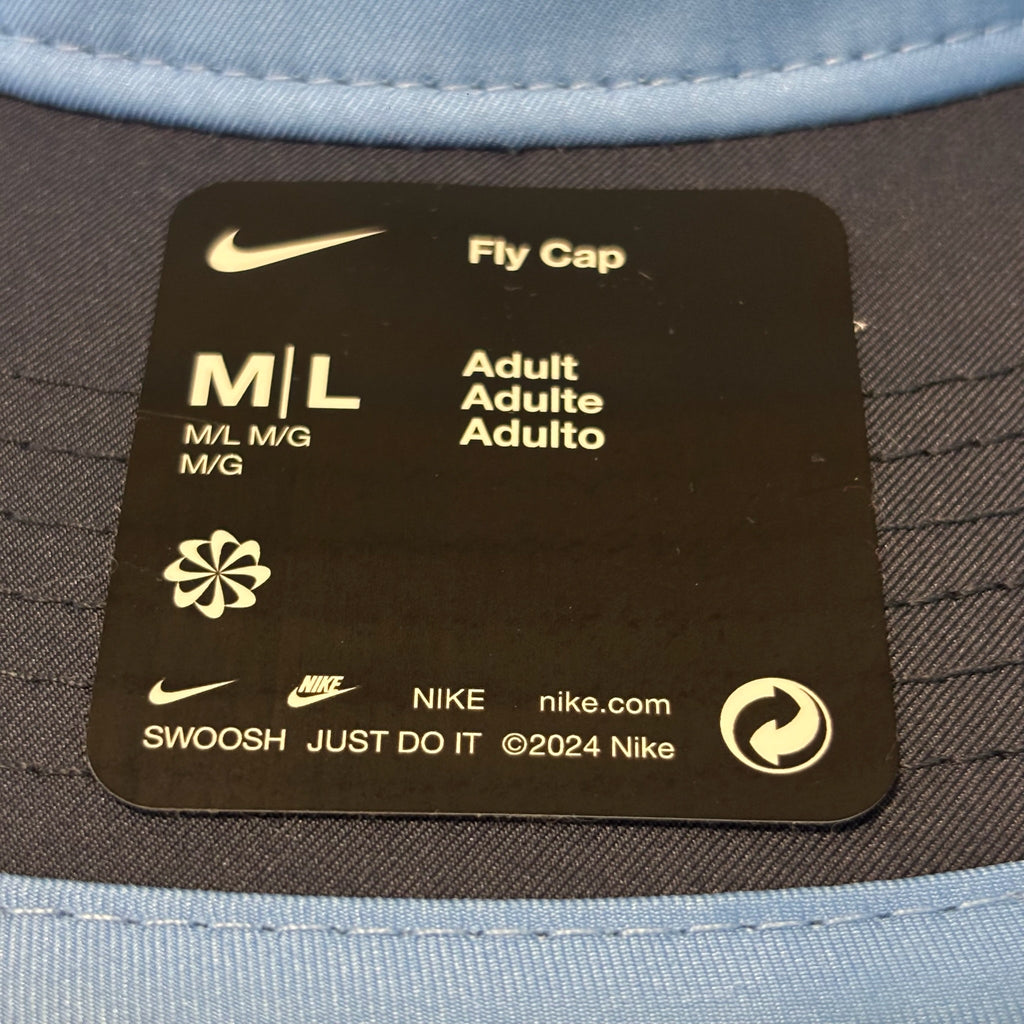 Fly Cap
M|L
M/L M/G
M/G
Adult
Adulte
Adulto
NIKE NIKE nike.com
SWOOSH JUST DO IT ©2024 Nike